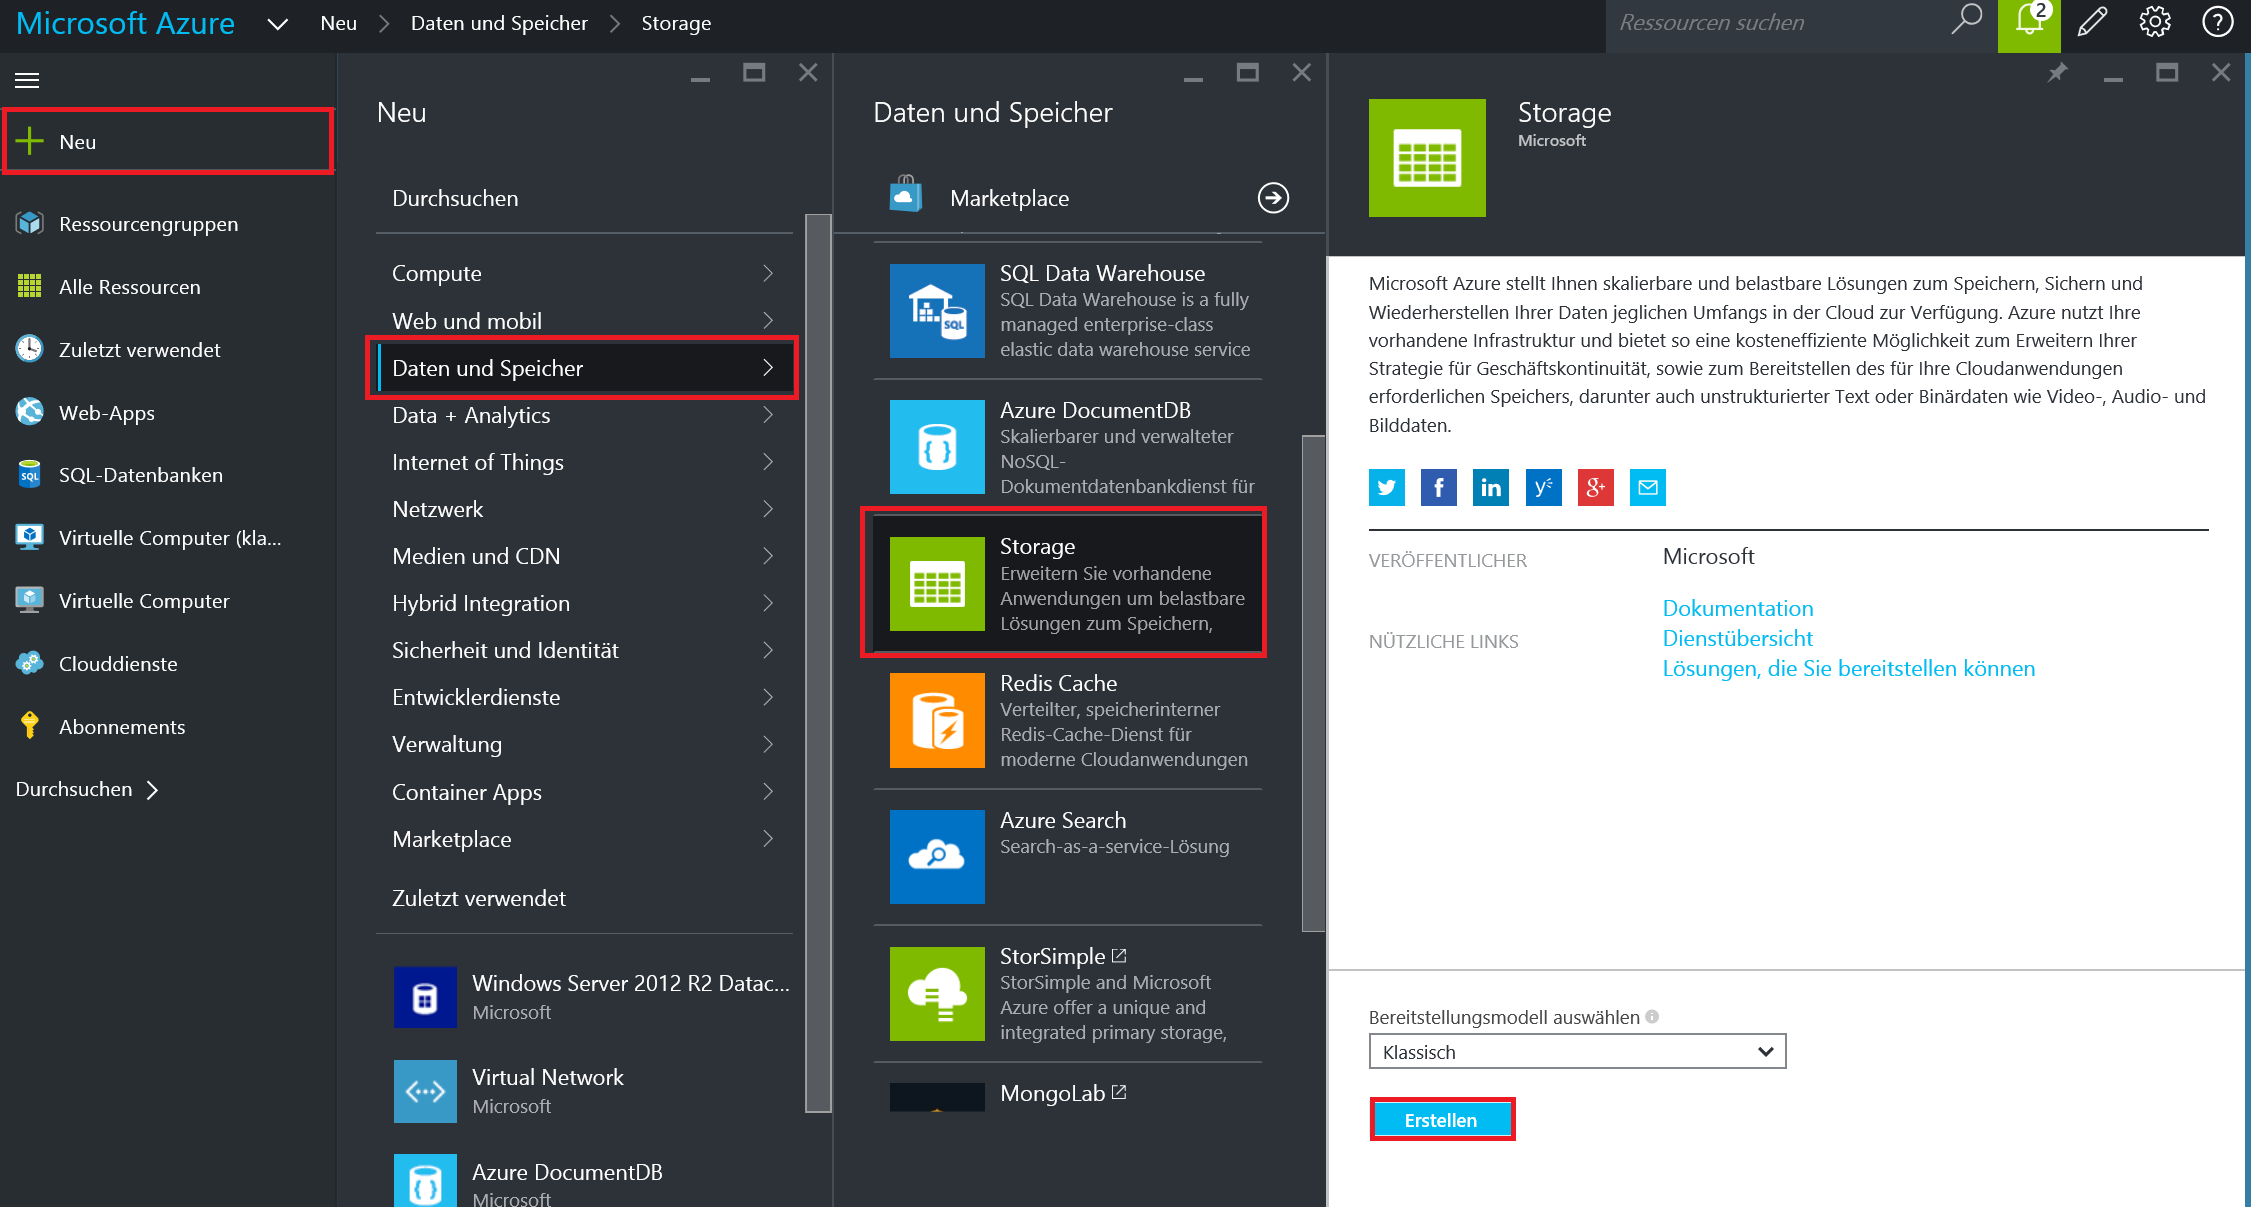 Microsoft Azure
Neu
Daten und Speicher
Storage
Ressourcen suchen
2
?
Neu
Ressourcengruppen
Alle Ressourcen
Zuletzt verwendet
Web-Apps
SQL-Datenbanken
Virtuelle Computer (kla...
Virtuelle Computer
Clouddienste
Abonnements
Durchsuchen
Neu
Durchsuchen
Compute
Web und mobil
Daten und Speicher
Data + Analytics
Internet of Things
Netzwerk
Medien und CDN
Hybrid Integration
Sicherheit und Identität
Entwicklerdienste
Verwaltung
Container Apps
Marketplace
Zuletzt verwendet
Windows Server 2012 R2 Datac...
Microsoft
Virtual Network
Microsoft
Azure DocumentDB
Microsoft
Daten und Speicher
Marketplace
SQL
SQL Data Warehouse
SQL Data Warehouse is a fully
managed enterprise-class
elastic data warehouse service
Azure DocumentDB
Skalierbarer und verwalteter
NoSQL-
Dokumentdatenbankdienst für
Storage
Erweitern Sie vorhandene
Anwendungen um belastbare
Lösungen zum Speichern,
Redis Cache
Verteilter, speicherinterner
Redis-Cache-Dienst für
moderne Cloudanwendungen
Azure Search
Search-as-a-service-Lösung
StorSimple
StorSimple and Microsoft
Azure offer a unique and
integrated primary storage,
MongoLab
Storage
Microsoft
Microsoft Azure stellt Ihnen skalierbare und belastbare Lösungen zum Speichern, Sichern und
Wiederherstellen Ihrer Daten jeglichen Umfangs in der Cloud zur Verfügung. Azure nutzt Ihre
vorhandene Infrastruktur und bietet so eine kosteneffiziente Möglichkeit zum Erweitern Ihrer
Strategie für Geschäftskontinuität, sowie zum Bereitstellen des für Ihre Cloudanwendungen
erforderlichen Speichers, darunter auch unstrukturierter Text oder Binärdaten wie Video-, Audio- und
Bilddaten.
VERÖFFENTLICHER
Microsoft
NÜTZLICHE LINKS
Dokumentation
Dienstübersicht
Lösungen, die Sie bereitstellen können
Bereitstellungsmodell auswählen
Klassisch
Erstellen